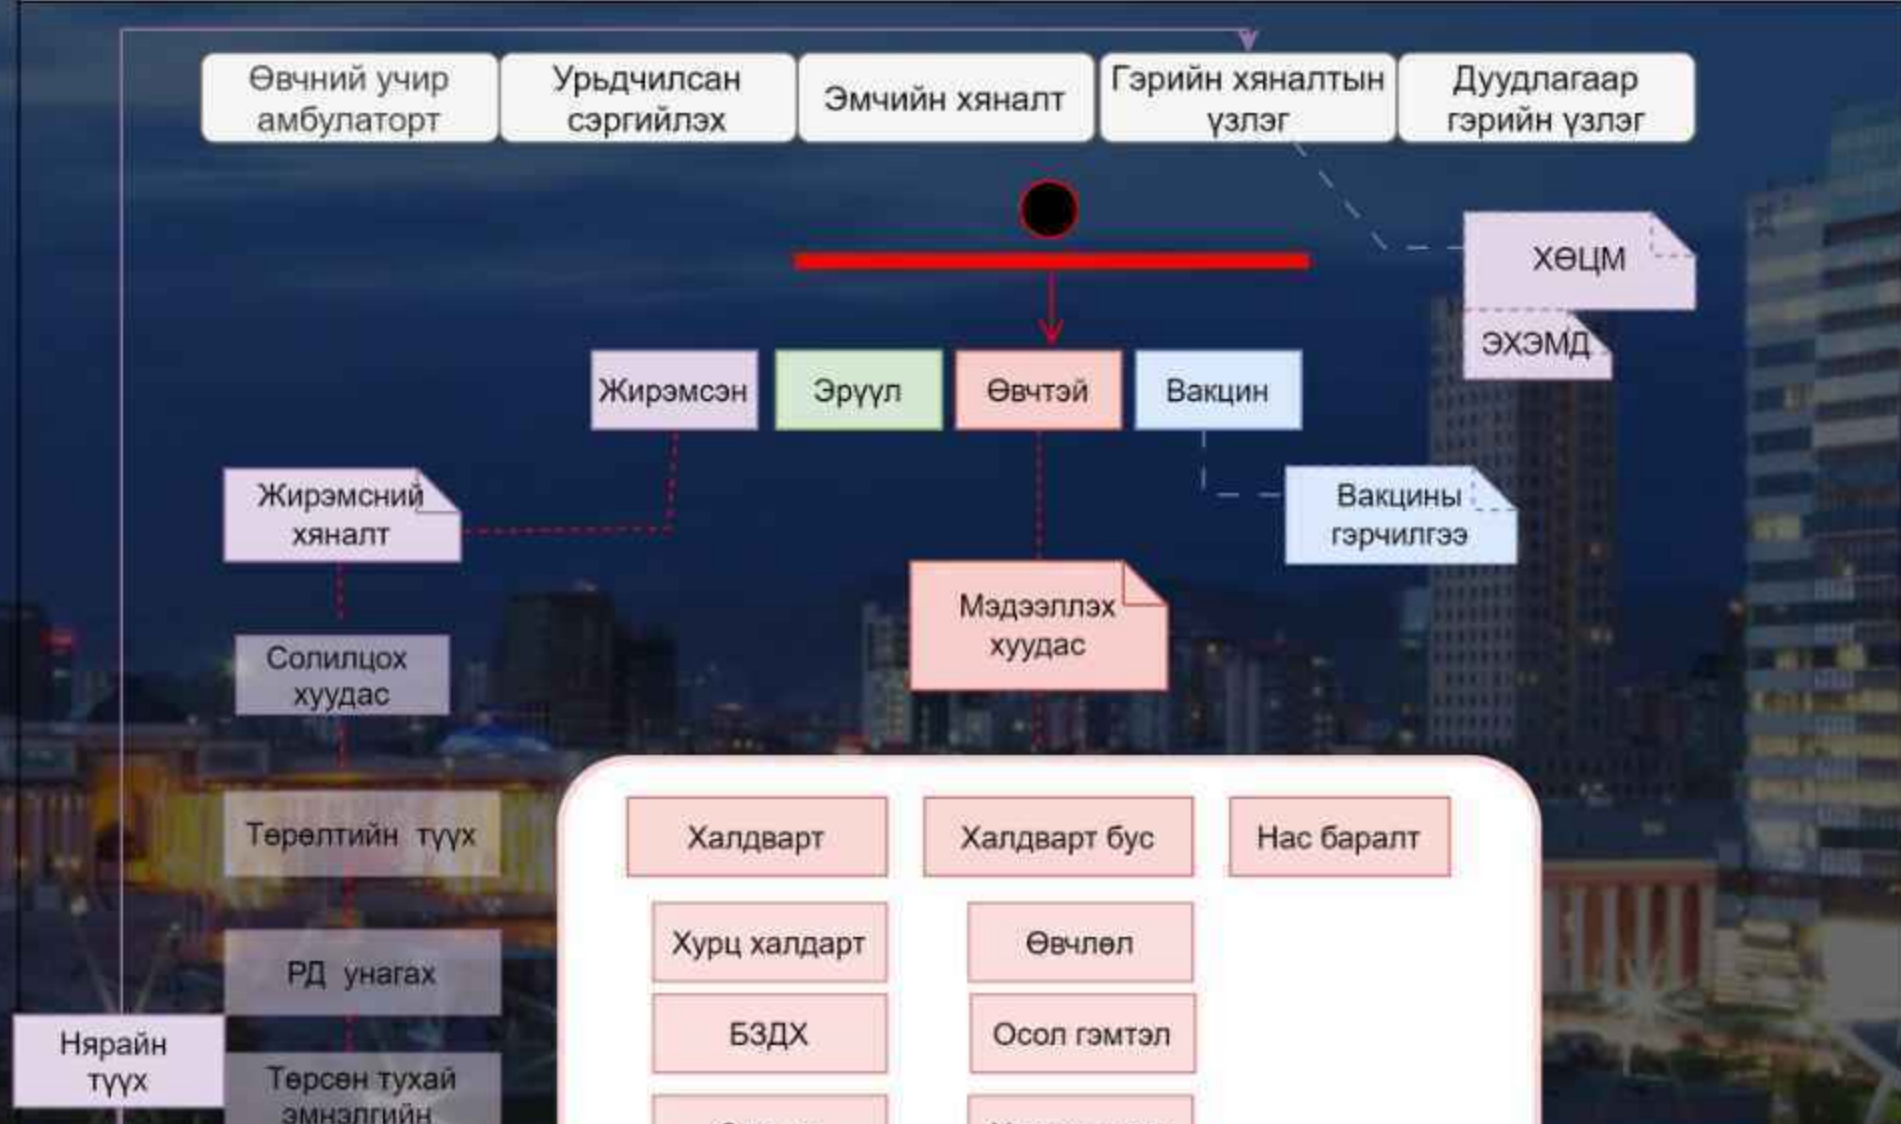 Өвчний учир
амбулаторт
Урьдчилсан
сэргийлэх
Эмчийн хяналт
Гэрийн хяналтын
үзлэг
Дуудлагаар
гэрийн үзлэг
ХӨЦМ
ЭХЭМД
Жирэмсэн
Эрүүл
Өвчтэй
Вакцин
Жирэмсний
хяналт
Вакцины
гэрчилгээ
Мэдээллэх
хуудас
Солилцох
хуудас
Төрөлтийн түүх
Халдварт
Халдварт бус
Нас баралт
Хурц халдарт
Өвчлөл
РД унагах
БЗДХ
Осол гэмтэл
Нярайн
түүх
Төрсөн тухай
эмнэлгийн